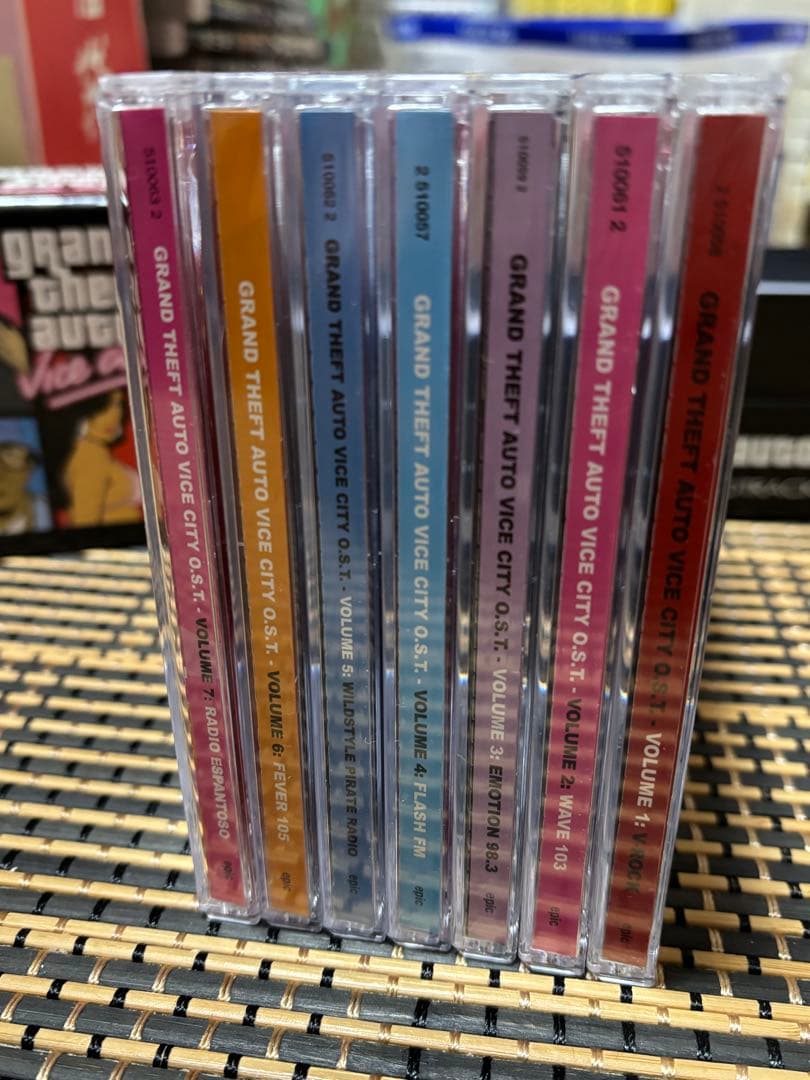 510063 2 GRAND THEFT AUTO VICE CITY O.S.T. - VOLUME 7: RADIO ESPANTOSO epic
GRAND THEFT AUTO VICE CITY O.S.T. - VOLUME 6: FEVER 105 epic
510062 2 GRAND THEFT AUTO VICE CITY O.S.T. - VOLUME 5: WILDSTYLE PIRATE RADIO epic
2 510057 GRAND THEFT AUTO VICE CITY O.S.T. - VOLUME 4: FLASH FM epic
GRAND THEFT AUTO VICE CITY O.S.T. - VOLUME 3: EMOTION 98.3 epic
510061 2 GRAND THEFT AUTO VICE CITY O.S.T. - VOLUME 2: WAVE 103 epic
GRAND THEFT AUTO VICE CITY O.S.T. - VOLUME 1: V-ROCK epic
gran
the
aut
Vice